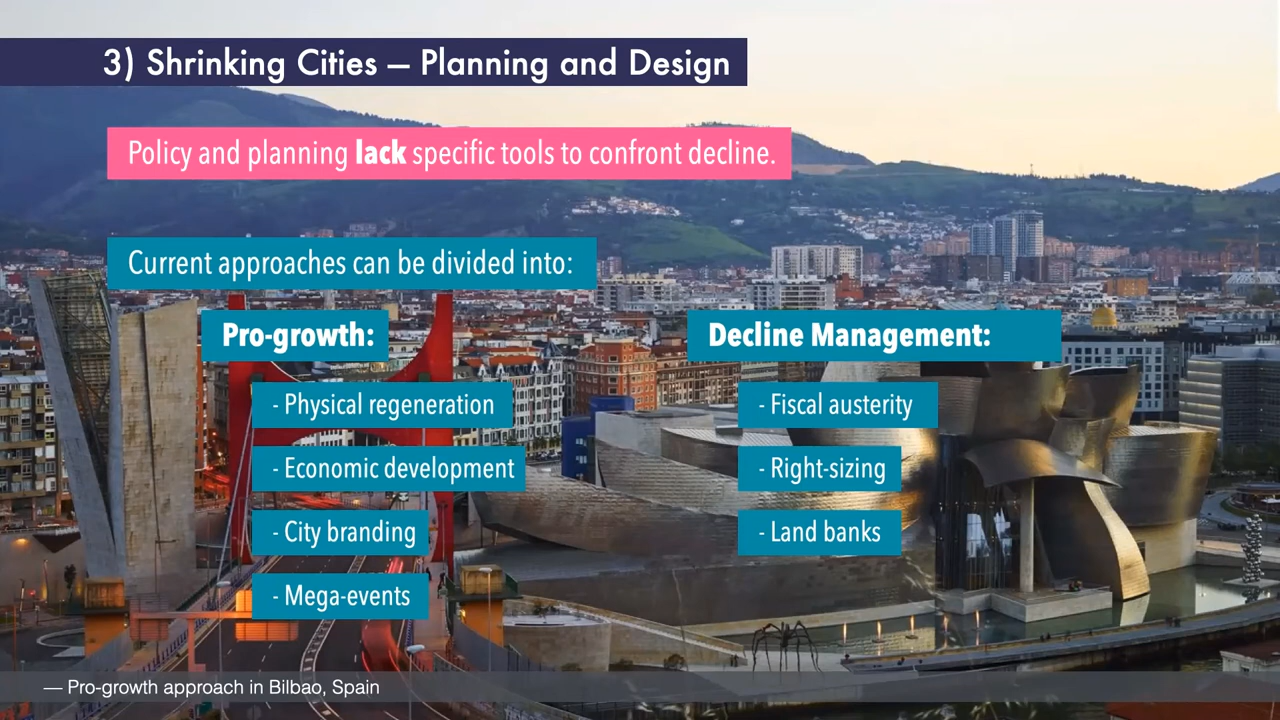 3) Shrinking Cities — Planning and Design
Policy and planning lack specific tools to confront decline.
Current approaches can be divided into:
Pro-growth:
- Physical regeneration
- Economic development
- City branding
- Mega-events
Decline Management:
- Fiscal austerity
- Right-sizing
- Land banks
— Pro-growth approach in Bilbao, Spain